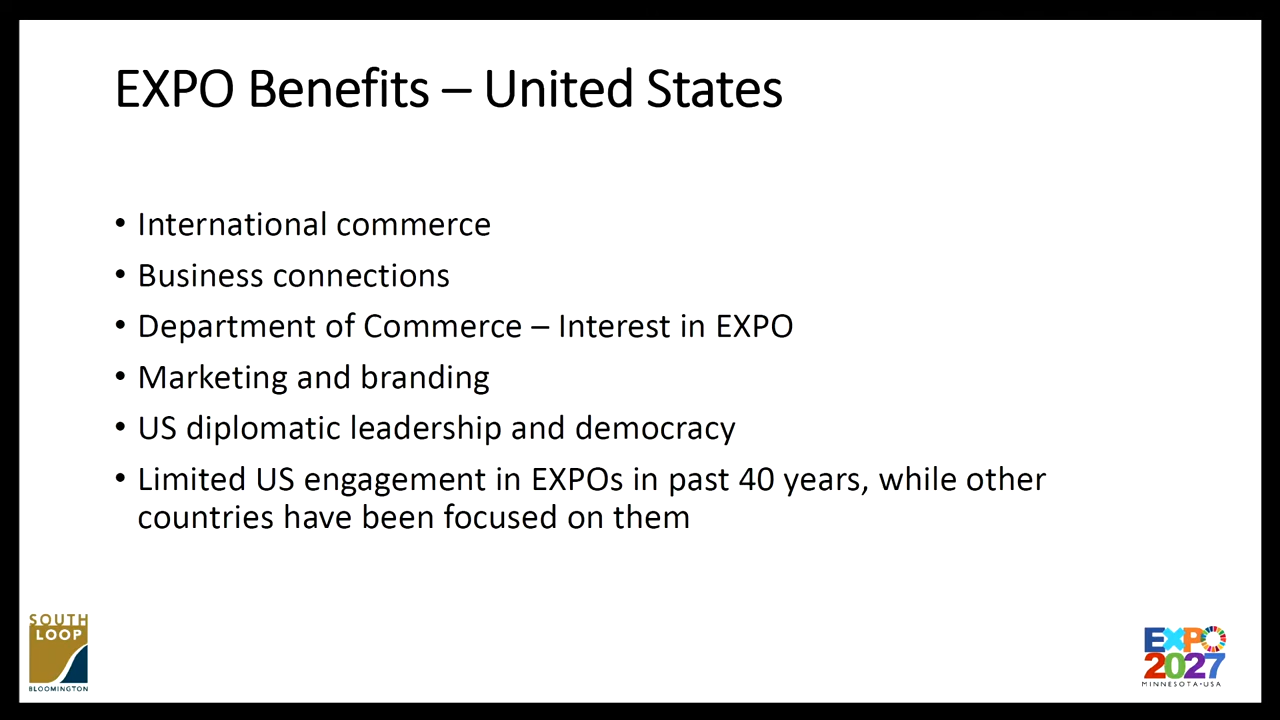 EXPO Benefits – United States
• International commerce
• Business connections
• Department of Commerce – Interest in EXPO
• Marketing and branding
• US diplomatic leadership and democracy
• Limited US engagement in EXPOs in past 40 years, while other
countries have been focused on them
SOUTH
LOOP
BLOOMINGTON
EXPO
2027
MINNESOTA•USA